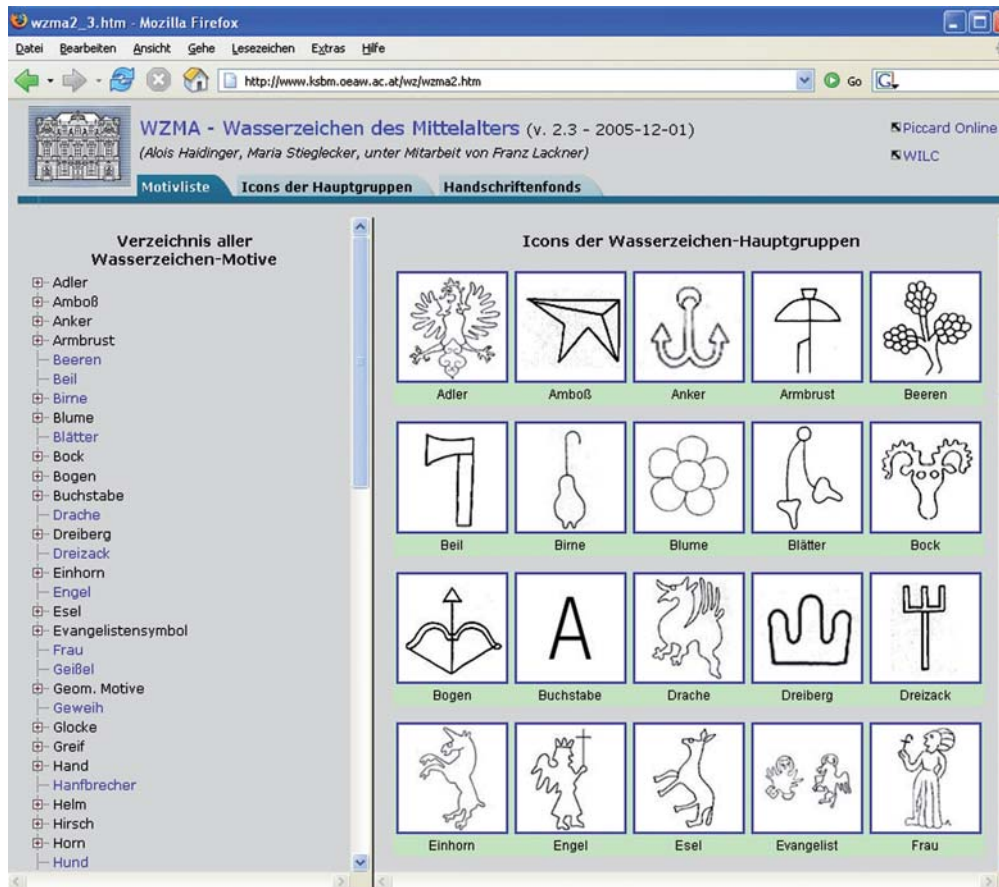 wzma2_3.htm - Mozilla Firefox
Datei Bearbeiten Ansicht Gehe Lesezeichen Extras Hilfe
http://www.ksbm.oeaw.ac.at/wz/wzma2.htm Go G
WZMA - Wasserzeichen des Mittelalters (v. 2.3 - 2005-12-01)
(Alois Haidinger, Maria Stieglecker, unter Mitarbeit von Franz Lackner)
Piccard Online
WILC
Motivliste Icons der Hauptgruppen Handschriftenfonds
Verzeichnis aller
Wasserzeichen-Motive
Adler
Amboß
Anker
Armbrust
Beeren
Beil
Birne
Blume
Blätter
Bock
Bogen
Buchstabe
Drache
Dreiberg
Dreizack
Einhorn
Engel
Esel
Evangelistensymbol
Frau
Geißel
Geom. Motive
Geweih
Glocke
Greif
Hand
Hanfbrecher
Helm
Hirsch
Horn
Hund
Icons der Wasserzeichen-Hauptgruppen
Adler Amboß Anker Armbrust Beeren
Beil Birne Blume Blätter Bock
A
Bogen Buchstabe Drache Dreiberg Dreizack
Einhorn Engel Esel Evangelist Frau